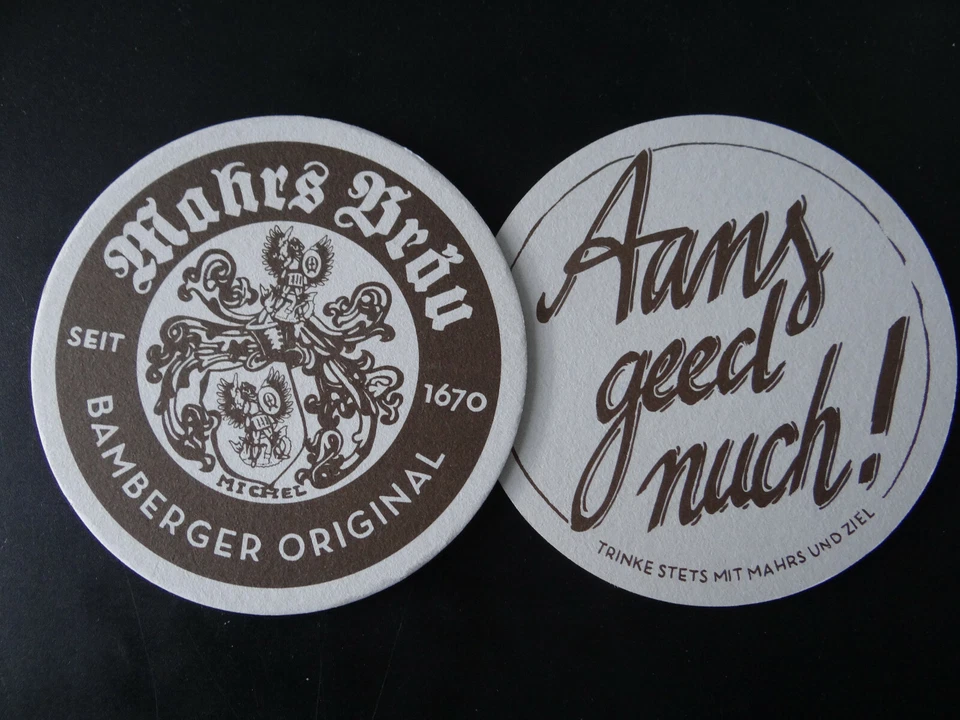 Mahrs Bräu
SEIT
1670
MICHEL
BAMBERGER ORIGINAL
Aans
geed
nuch!
TRINKE STETS MIT MAHRS UND ZIEL